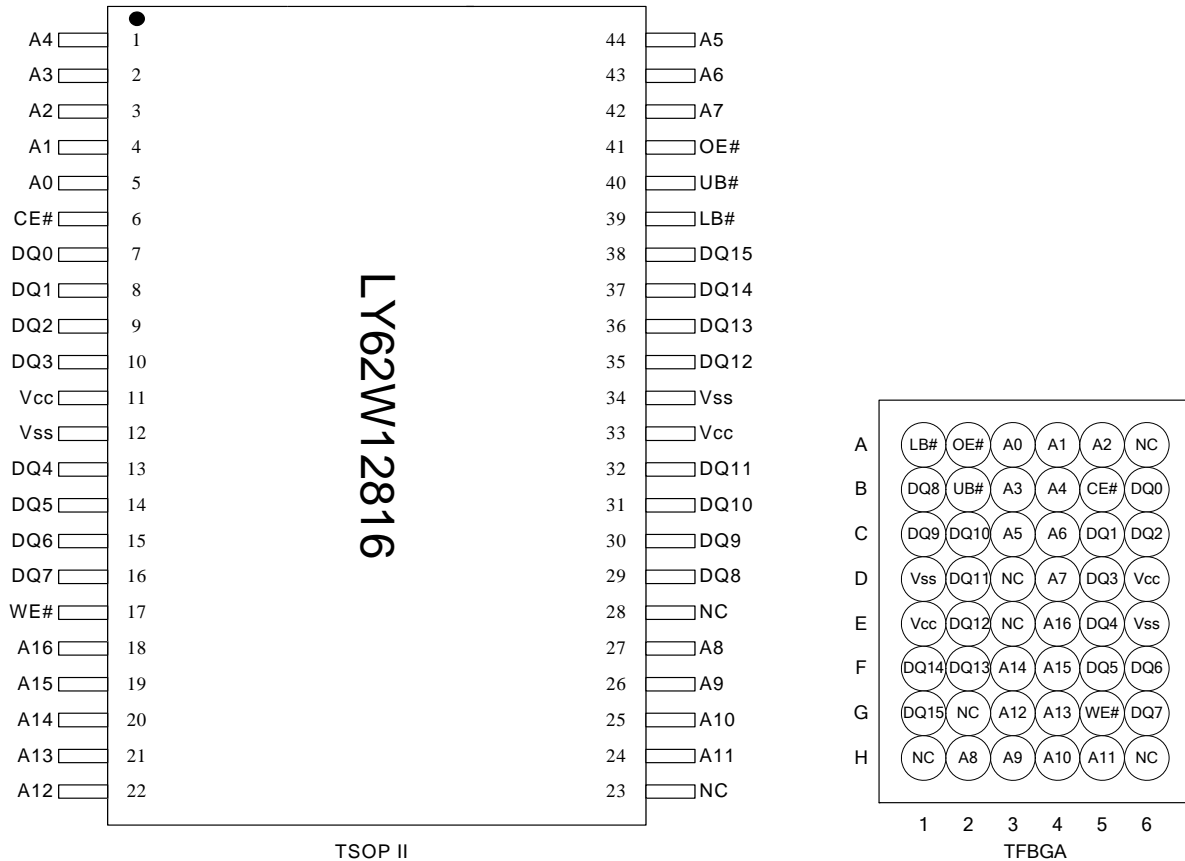 A4 1 44 A5
A3 2 43 A6
A2 3 42 A7
A1 4 41 OE#
A0 5 40 UB#
CE# 6 39 LB#
DQ0 7 38 DQ15
DQ1 8 37 DQ14
DQ2 9 36 DQ13
DQ3 10 35 DQ12
Vcc 11 34 Vss
Vss 12 33 Vcc
DQ4 13 32 DQ11
DQ5 14 31 DQ10
DQ6 15 30 DQ9
DQ7 16 29 DQ8
WE# 17 28 NC
A16 18 27 A8
A15 19 26 A9
A14 20 25 A10
A13 21 24 A11
A12 22 23 NC
LY62W12816
TSOP II
A LB# OE# A0 A1 A2 NC
B DQ8 UB# A3 A4 CE# DQ0
C DQ9 DQ10 A5 A6 DQ1 DQ2
D Vss DQ11 NC A7 DQ3 Vcc
E Vcc DQ12 NC A16 DQ4 Vss
F DQ14 DQ13 A14 A15 DQ5 DQ6
G DQ15 NC A12 A13 WE# DQ7
H NC A8 A9 A10 A11 NC
1 2 3 4 5 6
TFBGA